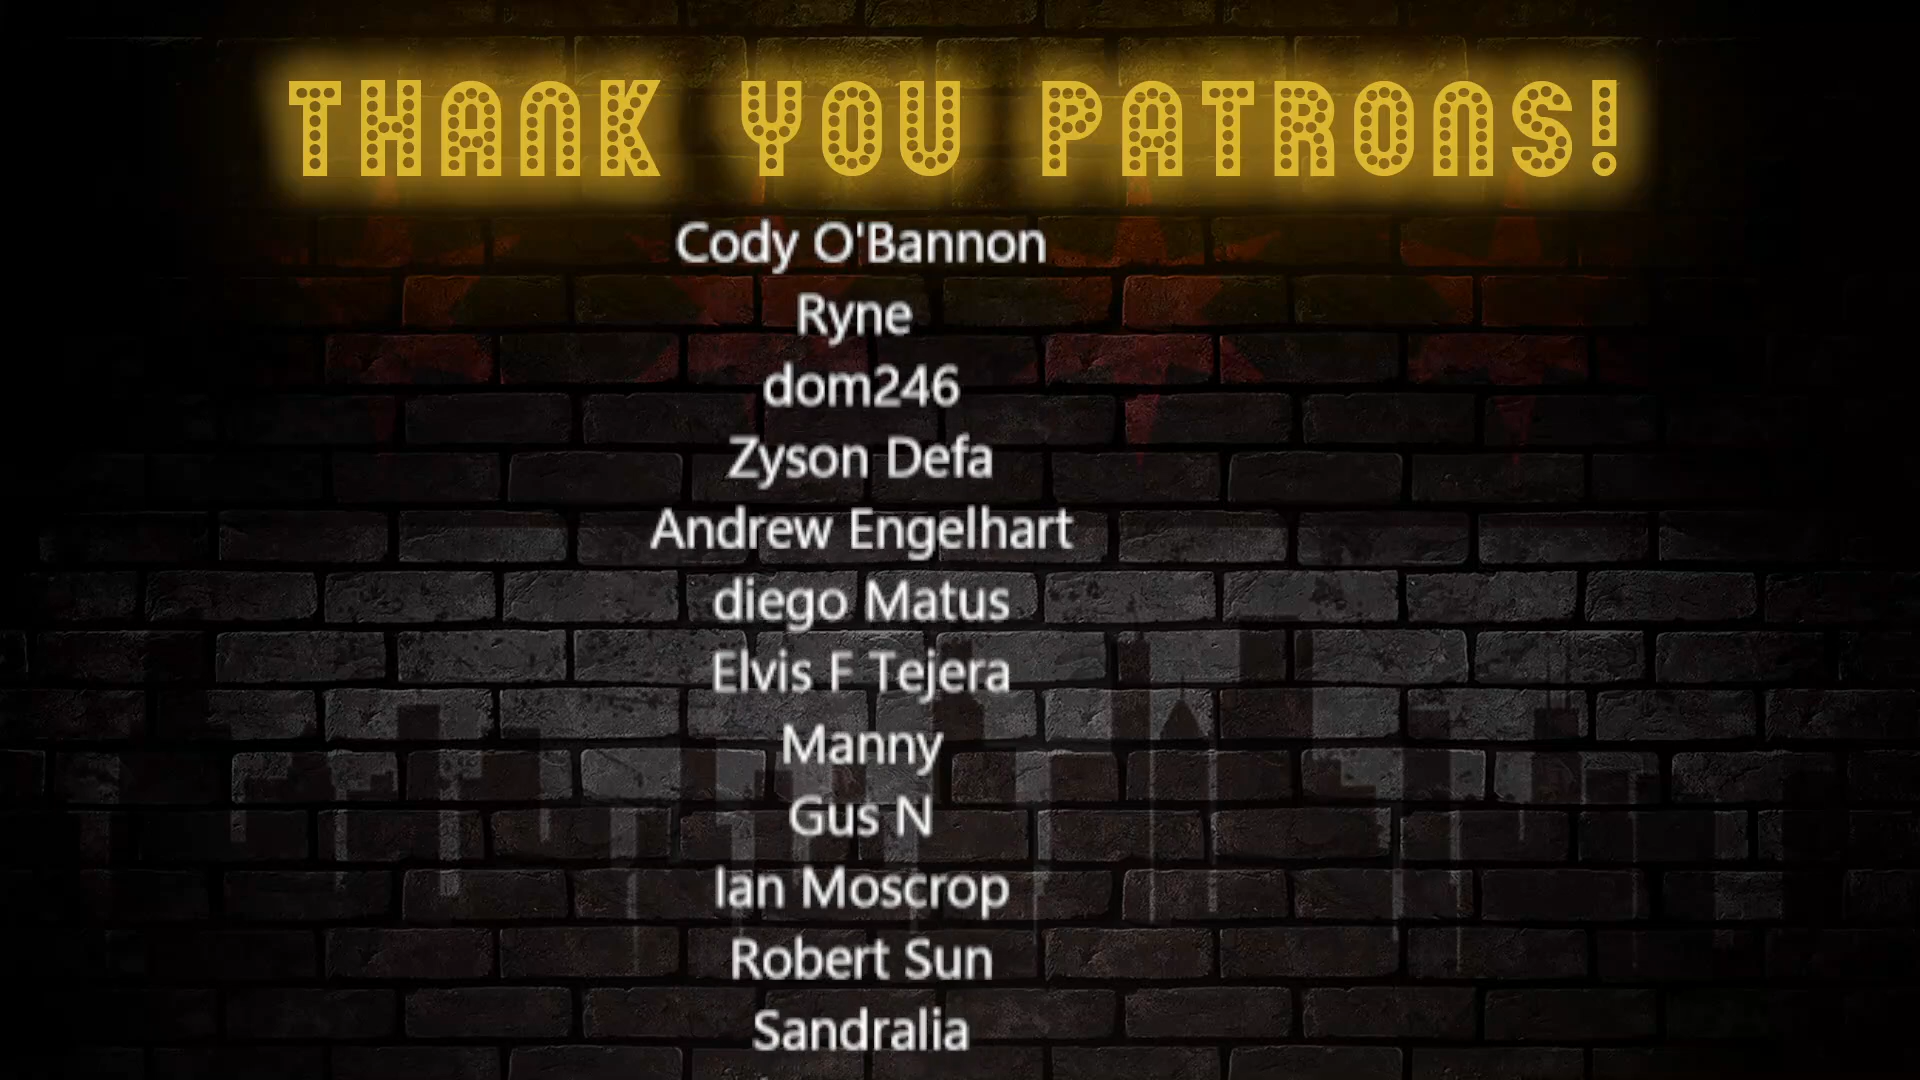 THANK YOU PATRONS!
Cody O'Bannon
Ryne
dom246
Zyson Defa
Andrew Engelhart
diego Matus
Elvis F Tejera
Manny
Gus N
Ian Moscrop
Robert Sun
Sandralia